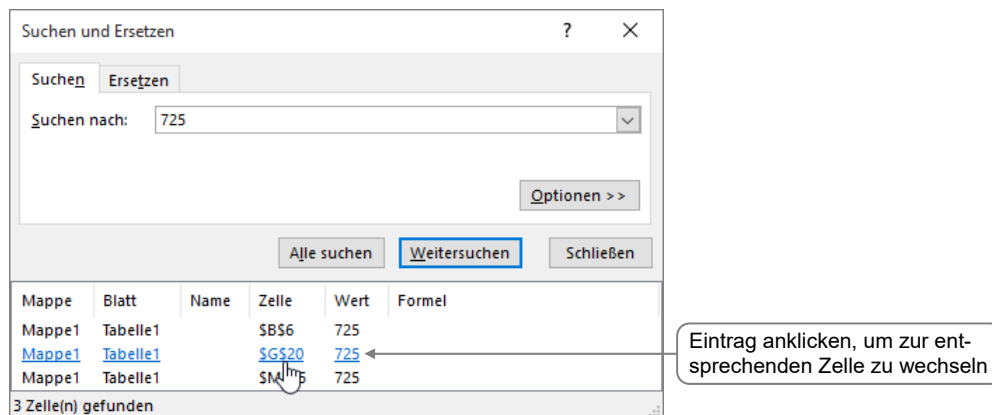 Suchen und Ersetzen ?
Suchen Ersetzen
Suchen nach: 725
Optionen >>
Alle suchen Weitersuchen Schließen
Mappe Blatt Name Zelle Wert Formel
Mappe1 Tabelle1 $B$6 725
Mappe1 Tabelle1 $G$20 725
Mappe1 Tabelle1 725
3 Zelle(n) gefunden
Eintrag anklicken, um zur ent-
sprechenden Zelle zu wechseln